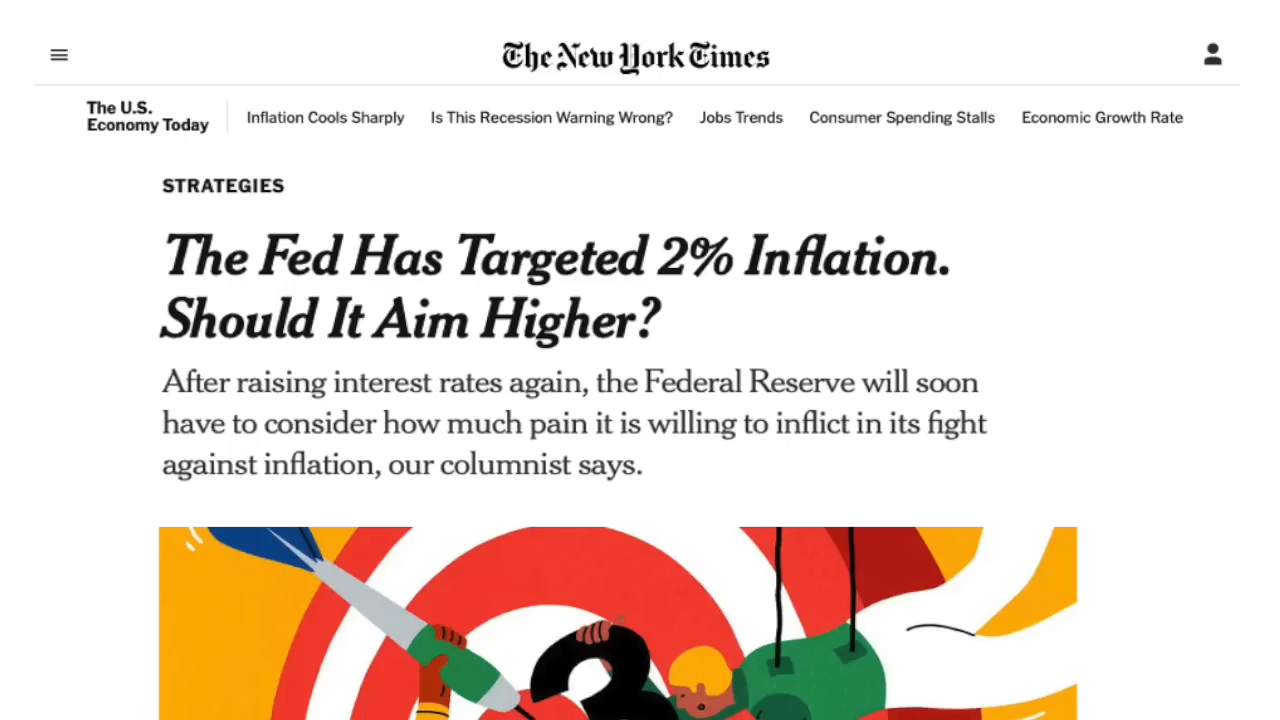 The New York Times
The U.S.
Economy Today
Inflation Cools Sharply
Is This Recession Warning Wrong?
Jobs Trends
Consumer Spending Stalls
Economic Growth Rate
STRATEGIES
The Fed Has Targeted 2% Inflation.
Should It Aim Higher?
After raising interest rates again, the Federal Reserve will soon
have to consider how much pain it is willing to inflict in its fight
against inflation, our columnist says.
3